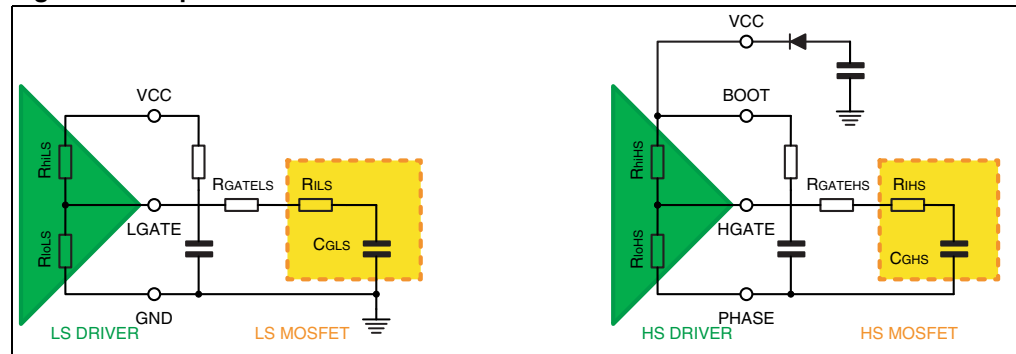 VCC
RhiLS
RloLS
LGATE
RGATELS
RILS
CGLS
GND
LS DRIVER
LS MOSFET
VCC
BOOT
RhiHS
RloHS
HGATE
RGATEHS
RIHS
CGHS
PHASE
HS DRIVER
HS MOSFET